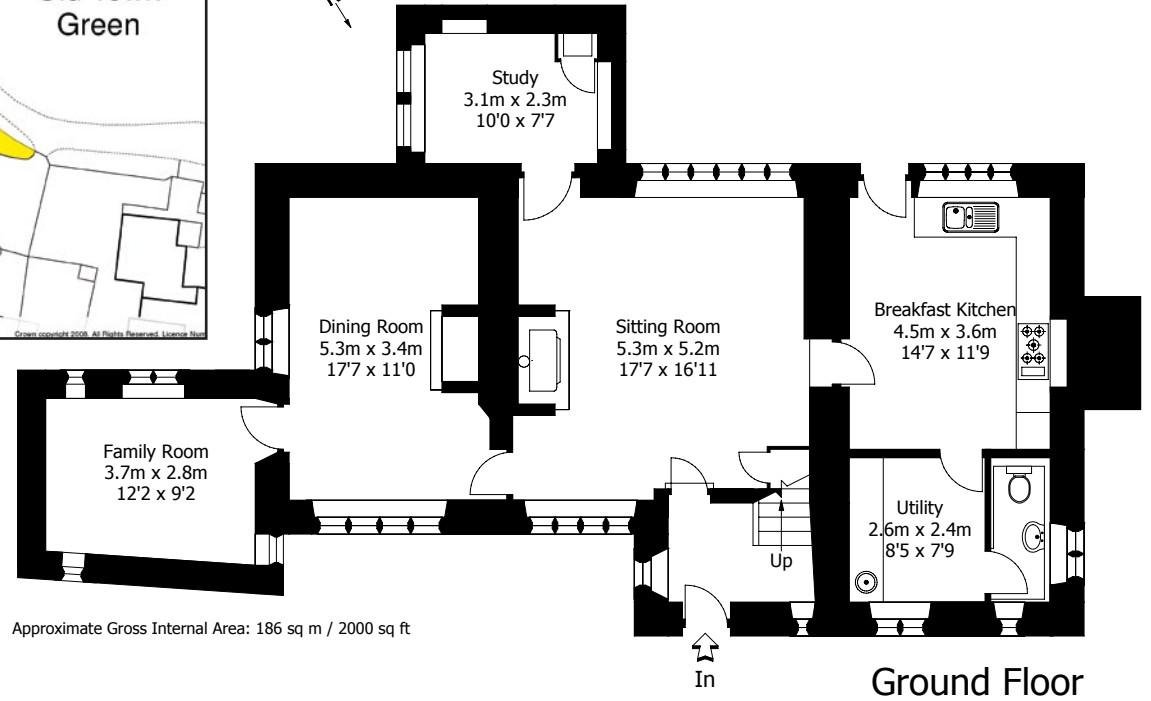 Green
Crown copyright 2008. All Rights Reserved. Licence Num
Study
3.1m x 2.3m
10'0 x 7'7
Dining Room
5.3m x 3.4m
17'7 x 11'0
Sitting Room
5.3m x 5.2m
17'7 x 16'11
Breakfast Kitchen
4.5m x 3.6m
14'7 x 11'9
Family Room
3.7m x 2.8m
12'2 x 9'2
Utility
2.6m x 2.4m
8'5 x 7'9
Up
In
Approximate Gross Internal Area: 186 sq m / 2000 sq ft
Ground Floor